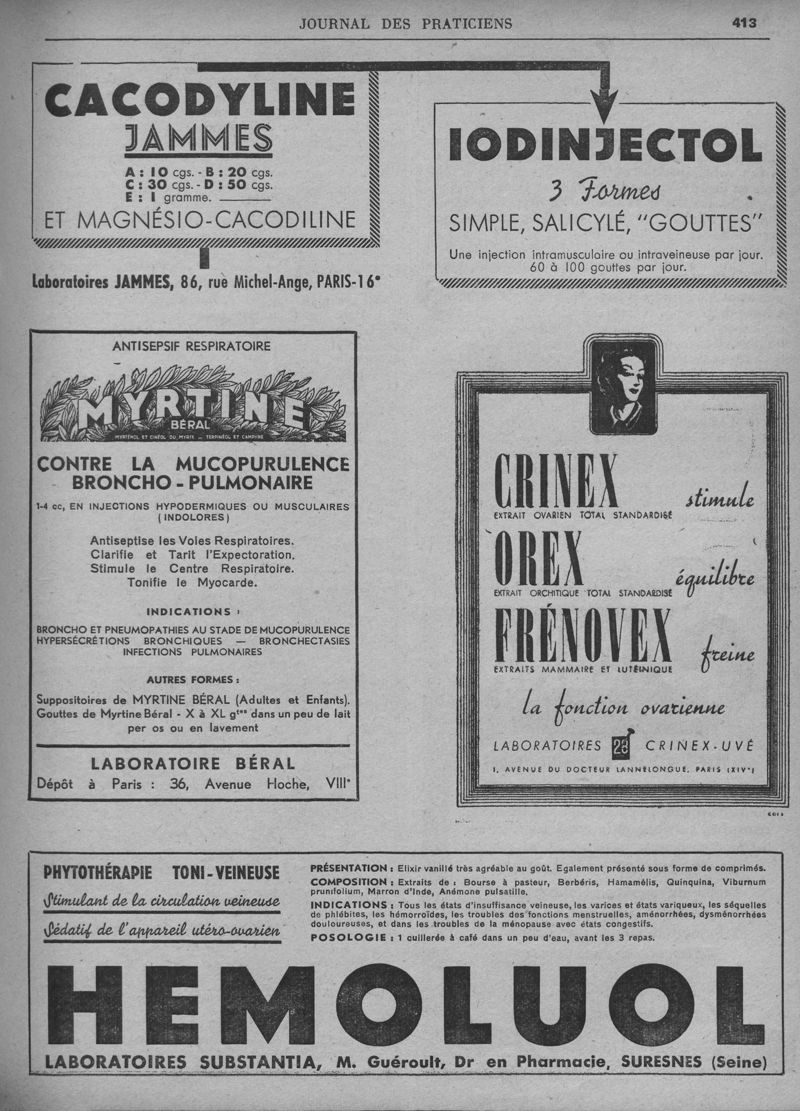 JOURNAL DES PRATICIENS
413
CACODYLINE
JAMMES
A : 10 cgs. - B : 20 cgs.
C : 30 cgs. - D : 50 cgs.
E : 1 gramme.
ET MAGNÉSIO-CACODILINE
Laboratoires JAMMES, 86, rue Michel-Ange, PARIS-16e
IODINJECTOL
3 Formes
SIMPLE, SALICYLÉ, "GOUTTES"
Une injection intramusculaire ou intraveineuse par jour.
60 à 100 gouttes par jour.
ANTISEPSIF RESPIRATOIRE
MYRTINE
BÉRAL
MYRTENOL ET CINÉOL DU MYRTE — TERPINÉOL ET CAMPHRE
CONTRE LA MUCOPURULENCE
BRONCHO - PULMONAIRE
1-4 cc, EN INJECTIONS HYPODERMIQUES OU MUSCULAIRES
(INDOLORES)
Antiseptise les Voies Respiratoires.
Clarifie et Tarit l'Expectoration.
Stimule le Centre Respiratoire.
Tonifie le Myocarde.
INDICATIONS :
BRONCHO ET PNEUMOPATHIES AU STADE DE MUCOPURULENCE
HYPERSÉCRÉTIONS BRONCHIQUES — BRONCHECTASIES
INFECTIONS PULMONAIRES
AUTRES FORMES :
Suppositoires de MYRTINE BÉRAL (Adultes et Enfants).
Gouttes de Myrtine Béral - X à XL gtes dans un peu de lait
per os ou en lavement
LABORATOIRE BÉRAL
Dépôt à Paris : 36, Avenue Hoche, VIIIe
CRINEX stimule
EXTRAIT OVARIEN TOTAL STANDARDISÉ
OREX équilibre
EXTRAIT ORCHITIQUE TOTAL STANDARDISÉ
FRÉNOVEX freine
EXTRAITS MAMMAIRE ET LUTÉINIQUE
la fonction ovarienne
LABORATOIRES 23 CRINEX-UVÉ
1, AVENUE DU DOCTEUR LANNELONGUE, PARIS (XIVe)
PHYTOTHÉRAPIE TONI-VEINEUSE
Stimulant de la circulation veineuse
Sédatif de l'appareil utéro-ovarien
PRÉSENTATION : Elixir vanillé très agréable au goût. Egalement présenté sous forme de comprimés.
COMPOSITION : Extraits de : Bourse à pasteur, Berbéris, Hamamélis, Quinquina, Viburnum
prunifolium, Marron d'Inde, Anémone pulsatille.
INDICATIONS : Tous les états d'insuffisance veineuse, les varices et états variqueux, les séquelles
de phlébites, les hémorroïdes, les troubles des fonctions menstruelles, aménorrhées, dysménorrhées
douloureuses, et dans les troubles de la ménopause avec états congestifs.
POSOLOGIE : 1 cuillerée à café dans un peu d'eau, avant les 3 repas.
HEMOLUOL
LABORATOIRES SUBSTANTIA, M. Guéroult, Dr en Pharmacie, SURESNES (Seine)